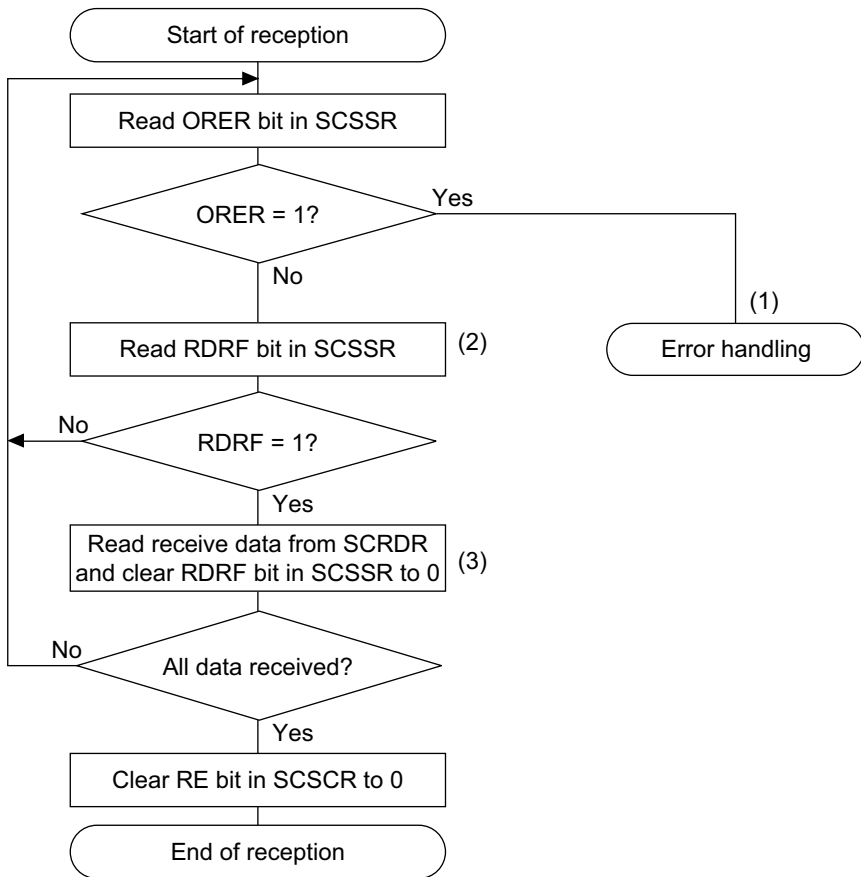 Start of reception
Read ORER bit in SCSSR
Yes
ORER = 1?
No
(1)
Read RDRF bit in SCSSR
(2)
Error handling
No
RDRF = 1?
Yes
Read receive data from SCRDR
and clear RDRF bit in SCSSR to 0
(3)
No
All data received?
Yes
Clear RE bit in SCSCR to 0
End of reception